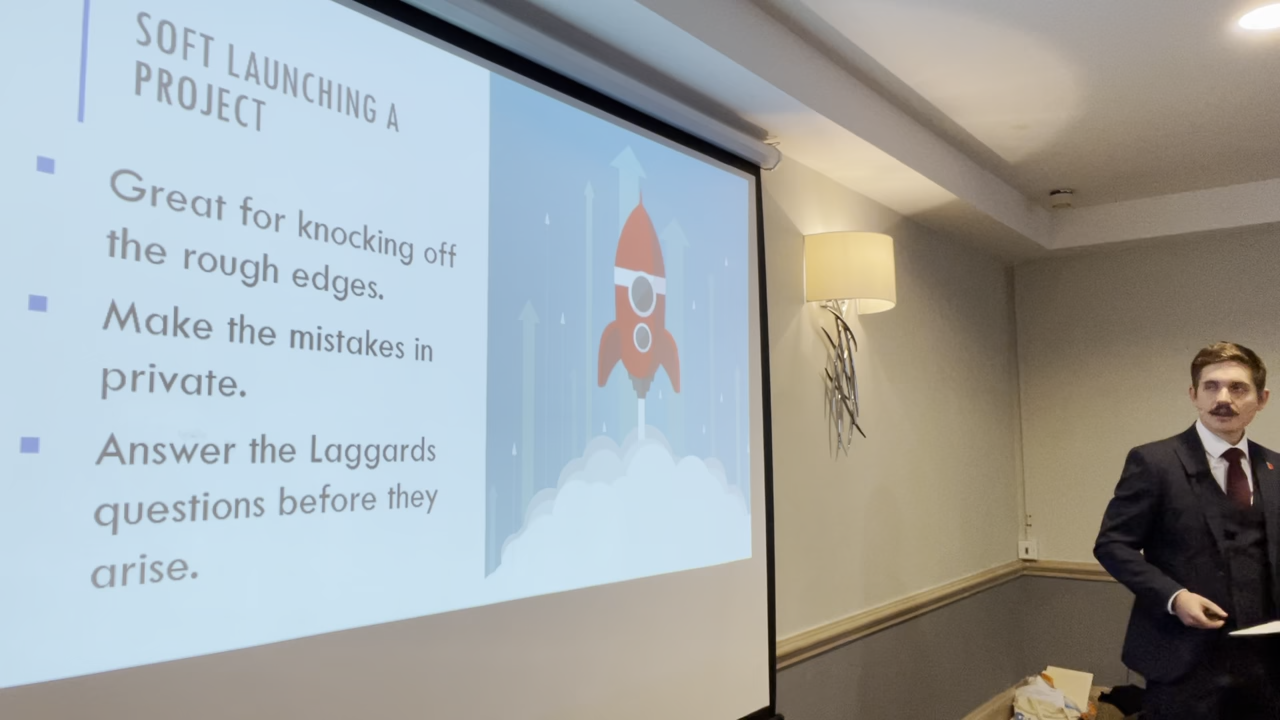 SOFT LAUNCHING A
PROJECT
Great for knocking off
the rough edges.
Make the mistakes in
private.
Answer the Laggards
questions before they
arise.